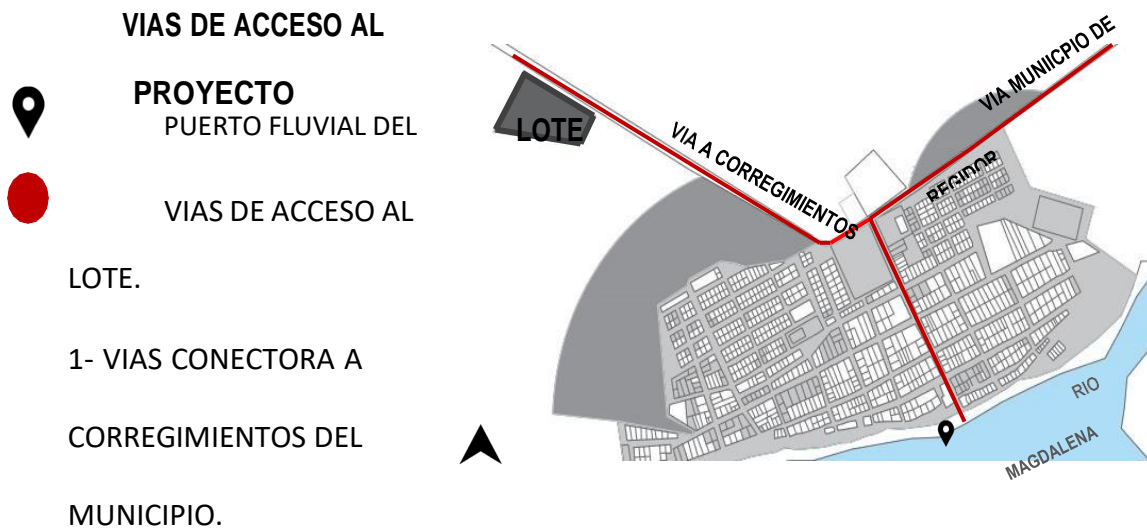 VIAS DE ACCESO AL
PROYECTO
PUERTO FLUVIAL DEL
VIAS DE ACCESO AL
LOTE.
1- VIAS CONECTORA A
CORREGIMIENTOS DEL
MUNICIPIO.
LOTE
VIA A CORREGIMIENTOS
VIA MUNIICPIO DE
REGIDOR
RIO
MAGDALENA